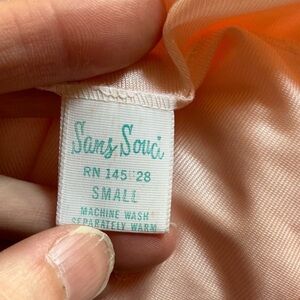 Sans Souci
RN 14528
SMALL
MACHINE WASH
SEPARATELY WARM